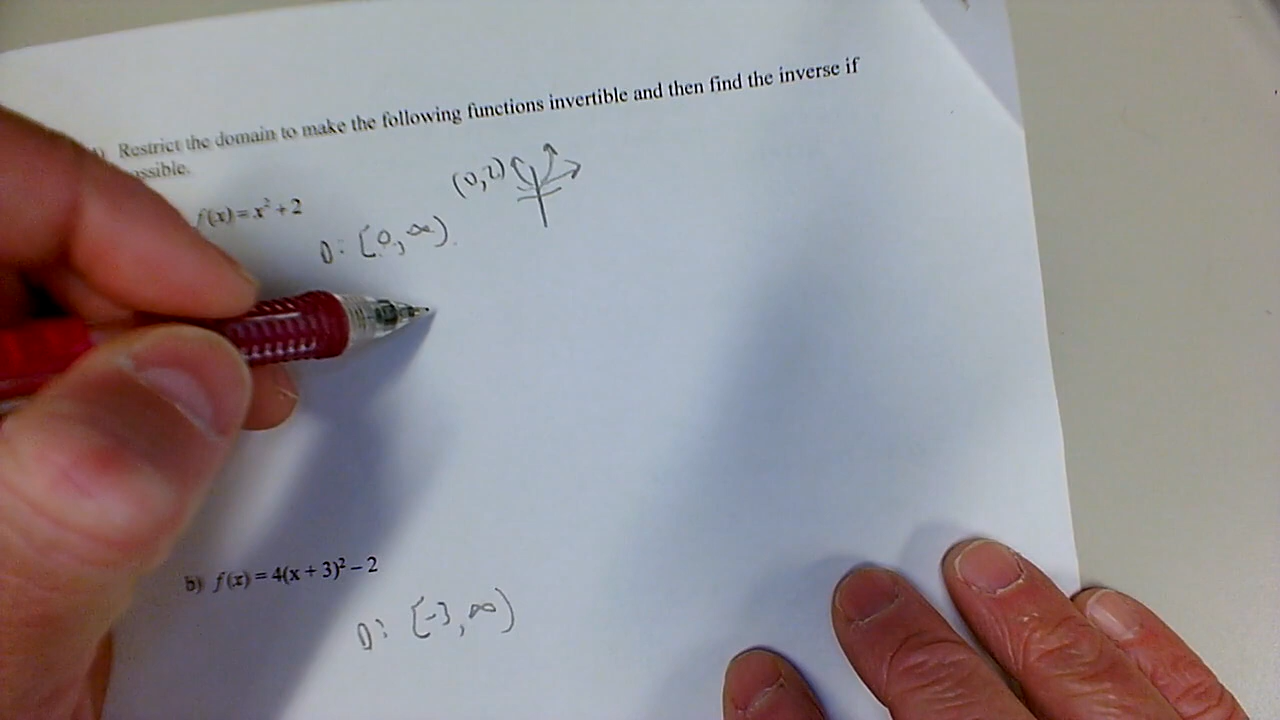 Restrict the domain to make the following functions invertible and then find the inverse if
f(x) = x² + 2
(0,2)
D: [0, ∞)
b) f(x) = 4(x + 3)² – 2
D: [-3, ∞)